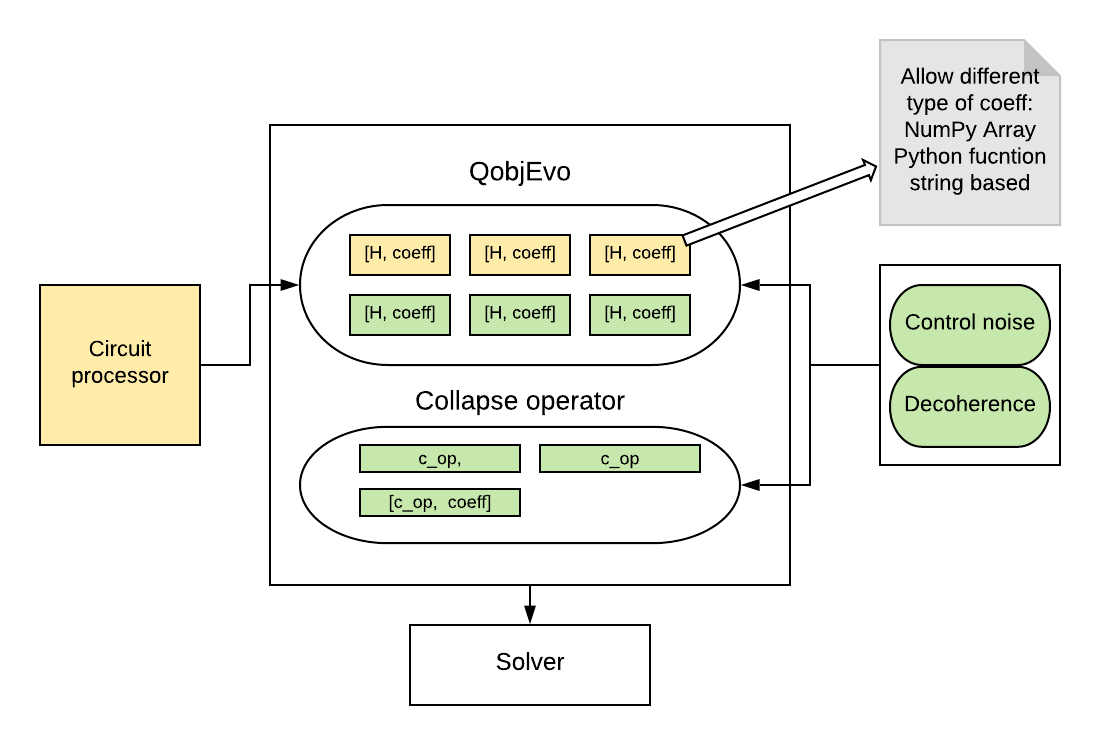 Allow different
type of coeff:
NumPy Array
Python fucntion
string based
QobjEvo
[H, coeff] [H, coeff] [H, coeff]
[H, coeff] [H, coeff] [H, coeff]
Circuit
processor
Control noise
Decoherence
Collapse operator
c_op, c_op
[c_op, coeff]
Solver